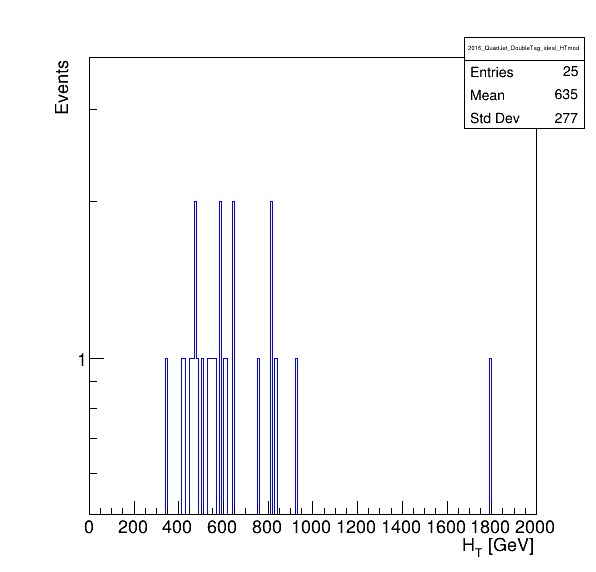 2016_QuadJet_DoubleTag_ideal_HTmod
Entries 25
Mean 635
Std Dev 277
Events
1
0 200 400 600 800 1000 1200 1400 1600 1800 2000
H_T [GeV]